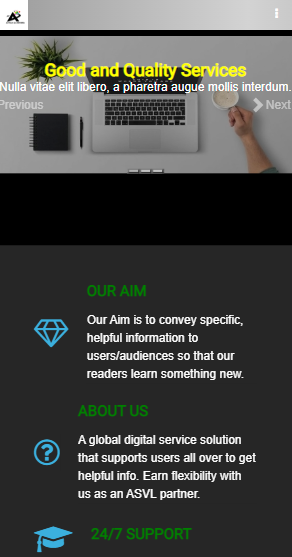 Good and Quality Services
Nulla vitae elit libero, a pharetra augue mollis interdum.
Previous
Next
OUR AIM
Our Aim is to convey specific,
helpful information to
users/audiences so that our
readers learn something new.
ABOUT US
A global digital service solution
that supports users all over to get
helpful info. Earn flexibility with
us as an ASVL partner.
24/7 SUPPORT